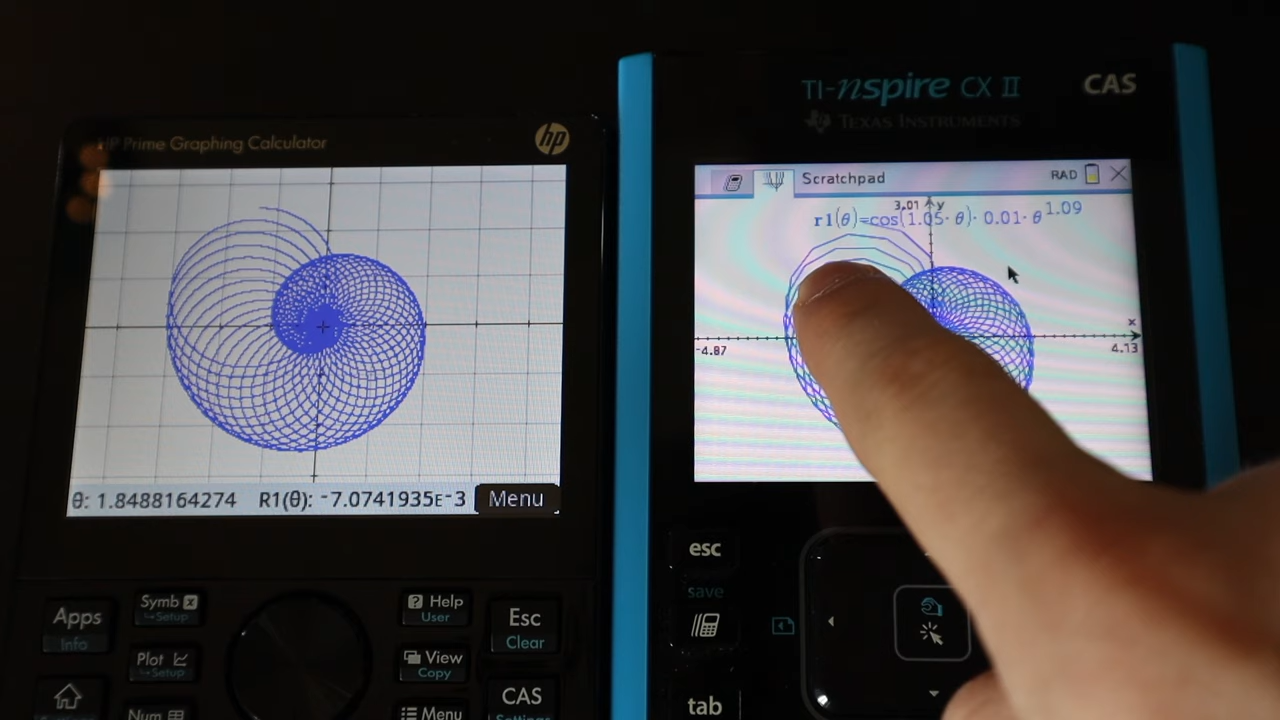 HP Prime Graphing Calculator
hp
θ: 1.8488164274 R1(θ): -7.0741935E-3 Menu
Apps
Info
Symb
Setup
Plot
Setup
Num
Help
User
View
Copy
Menu
Esc
Clear
CAS
Settings
TI-nspire CX II CAS
TEXAS INSTRUMENTS
Scratchpad RAD
3.01 y
r1(θ)=cos(1.05·θ)·0.01·θ^1.09
x
-4.87 4.13
esc
save
tab